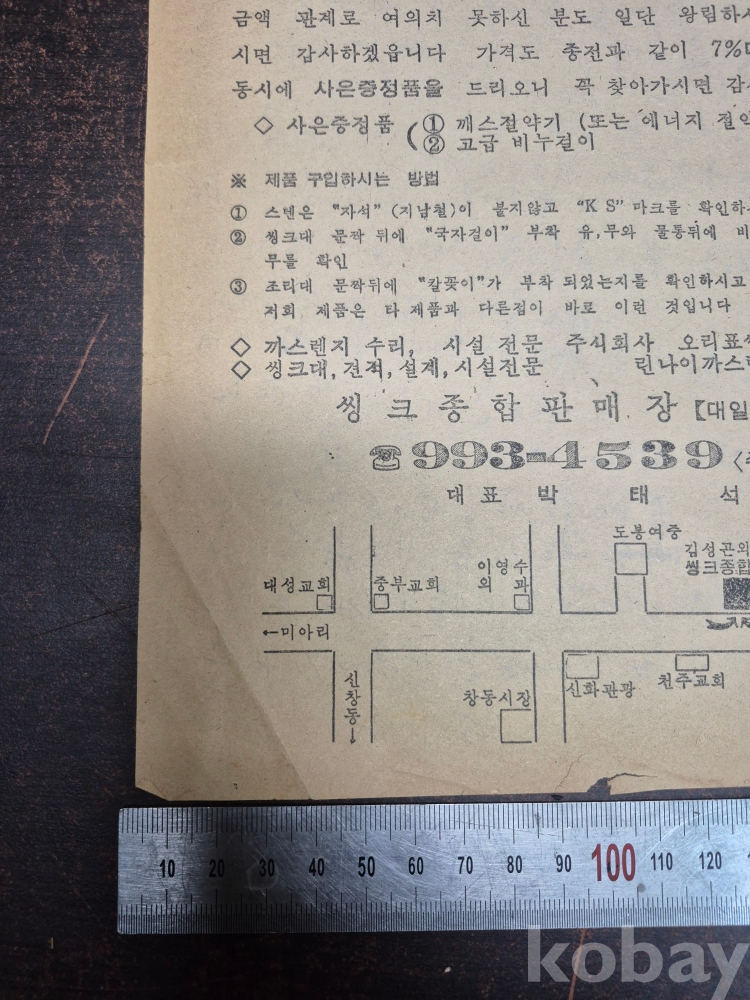 금액 관계로 여의치 못하신 분도 일단 왕림하시
시면 감사하겠읍니다 가격도 종전과 같이 7%
동시에 사은증정품을 드리오니 꼭 찾아가시면 감
◇ 사은증정품 (① 깨스절약기 (또는 에너지 절약
② 고급 비누걸이
※ 제품 구입하시는 방법
① 스텐은 "자석" (지남철)이 붙지않고 "K S" 마크를 확인하
② 씽크대 문짝 뒤에 "국자걸이" 부착 유,무와 물통뒤에 비
무를 확인
③ 조리대 문짝뒤에 "칼꽂이"가 부착 되었는지를 확인하시고
저희 제품은 타 제품과 다른점이 바로 이런 것입니다
◇ 까스렌지 수리, 시설 전문 주식회사 오리표
◇ 씽크대, 견적, 설계, 시설전문 린나이까스
씽크종합판매장 【대일
☎ 993-4539
대표 박 태 석
도봉여중
김성곤외
씽크종합
이영수
외 과
대성교회
중부교회
←미아리
신창동↓
창동시장
신화관광
천주교회
10 20 30 40 50 60 70 80 90 100 110 120
kobay